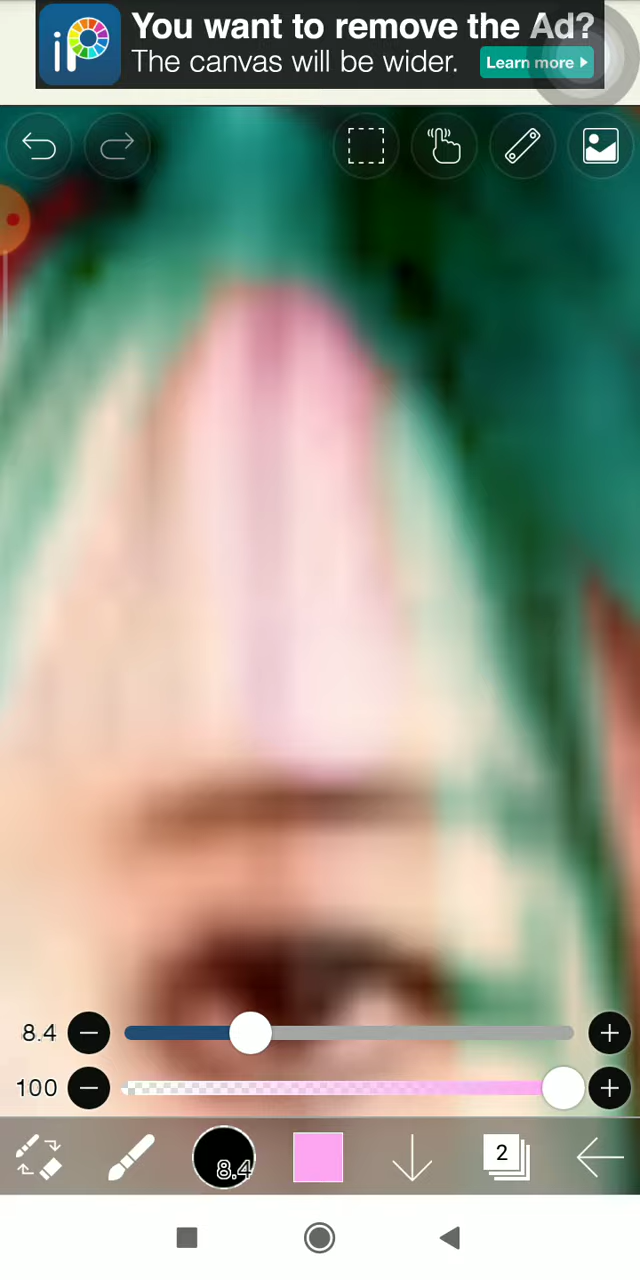 iP
You want to remove the Ad?
The canvas will be wider.
Learn more
8.4
100
8.4
2